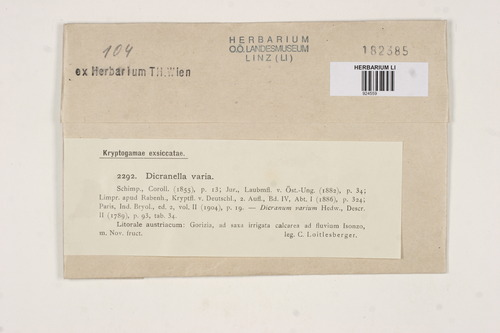 104
HERBARIUM
O.Ö. LANDESMUSEUM
LINZ (LI)
182385
ex Herbarium T.H. Wien
HERBARIUM LI
Kryptogamae exsiccatae.
2292. Dicranella varia.
Schimp., Coroll. (1855), p. 13; Jur., Laubmfl. v. Öst.-Ung. (1882), p. 34;
Limpr. apud Rabenh., Kryptfl. v. Deutschl., 2. Aufl., Bd. IV, Abt. I (1886), p. 324;
Paris, Ind. Bryol., ed. 2, vol. II (1904), p. 19. — Dicranum varium Hedw., Descr.
II (1789), p. 93, tab. 34.
Litorale austriacum: Gorizia, ad saxa irrigata calcarea ad fluvium Isonzo,
m. Nov. fruct. leg. C. Loitlesberger.